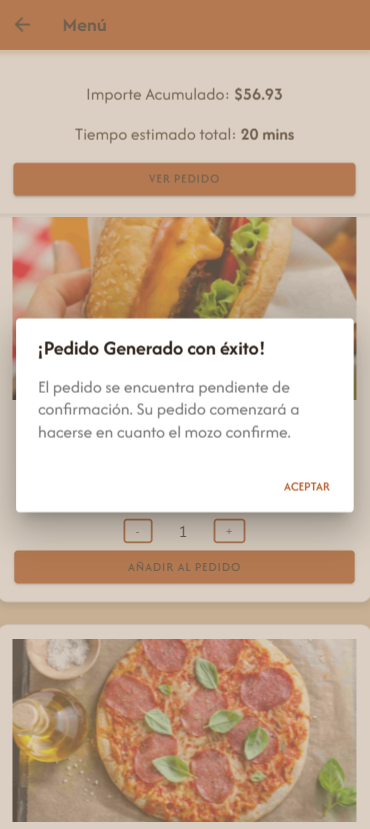 Menú
Importe Acumulado: $56.93
Tiempo estimado total: 20 mins
VER PEDIDO
¡Pedido Generado con éxito!
El pedido se encuentra pendiente de
confirmación. Su pedido comenzará a
hacerse en cuanto el mozo confirme.
ACEPTAR
- 1 +
AÑADIR AL PEDIDO